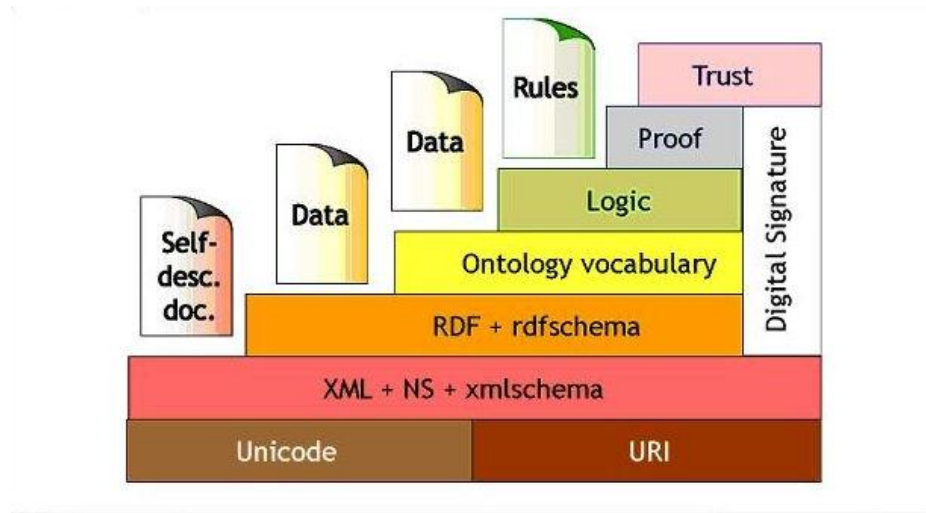 Rules
Trust
Data
Proof
Digital Signature
Data
Logic
Self-
desc.
doc.
Ontology vocabulary
RDF + rdfschema
XML + NS + xmlschema
Unicode
URI